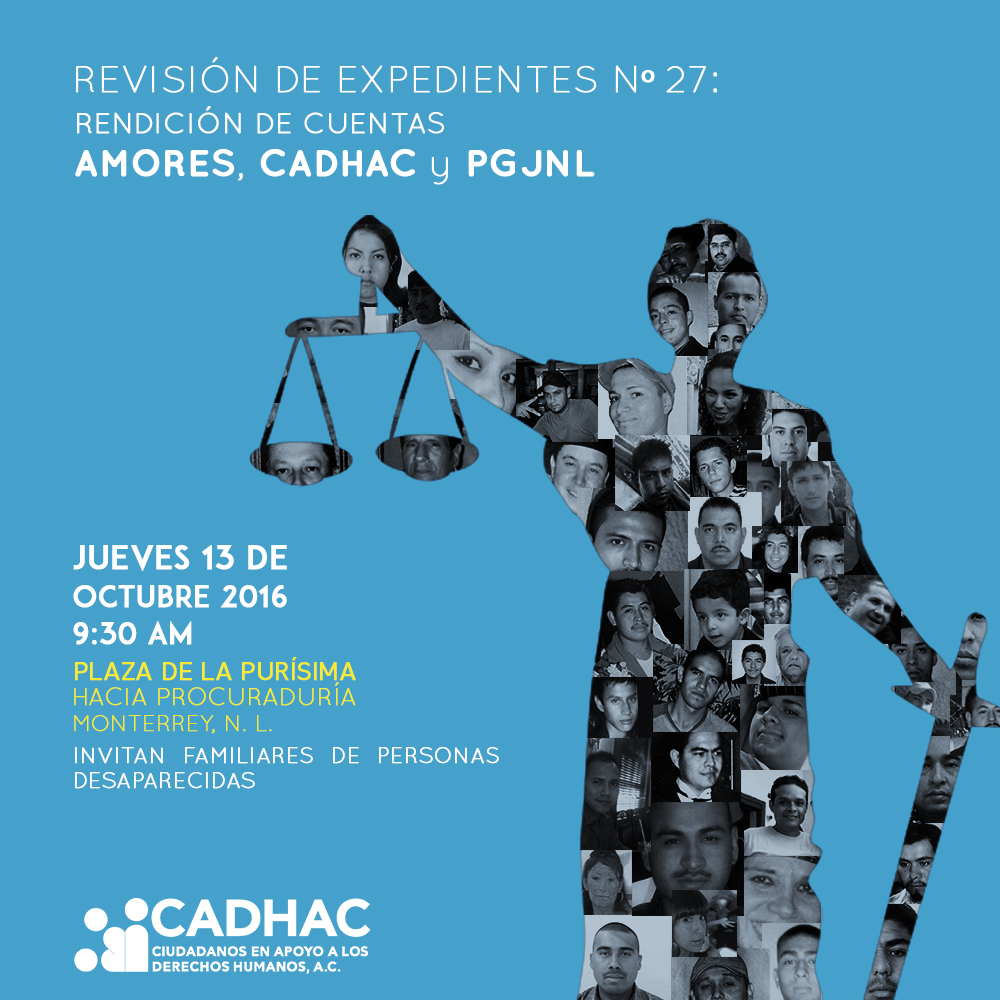 REVISIÓN DE EXPEDIENTES Nº 27:
RENDICIÓN DE CUENTAS
AMORES, CADHAC y PGJNL
JUEVES 13 DE
OCTUBRE 2016
9:30 AM
PLAZA DE LA PURÍSIMA
HACIA PROCURADURÍA
MONTERREY, N. L.
INVITAN FAMILIARES DE PERSONAS
DESAPARECIDAS
CADHAC
CIUDADANOS EN APOYO A LOS
DERECHOS HUMANOS, A.C.